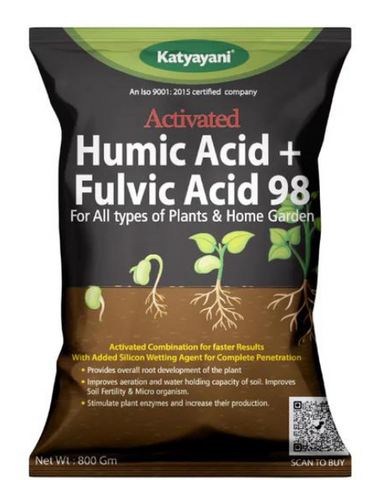 Katyayani®
An Iso 9001: 2015 certified company
Activated
Humic Acid +
Fulvic Acid 98
For All types of Plants & Home Garden
Activated Combination for faster Results
With Added Silicon Wetting Agent for Complete Penetration
• Provides overall root development of the plant
• Improves aeration and water holding capacity of soil. Improves
Soil Fertility & Micro organism.
• Stimulate plant enzymes and increase their production.
Net Wt : 800 Gm
SCAN TO BUY